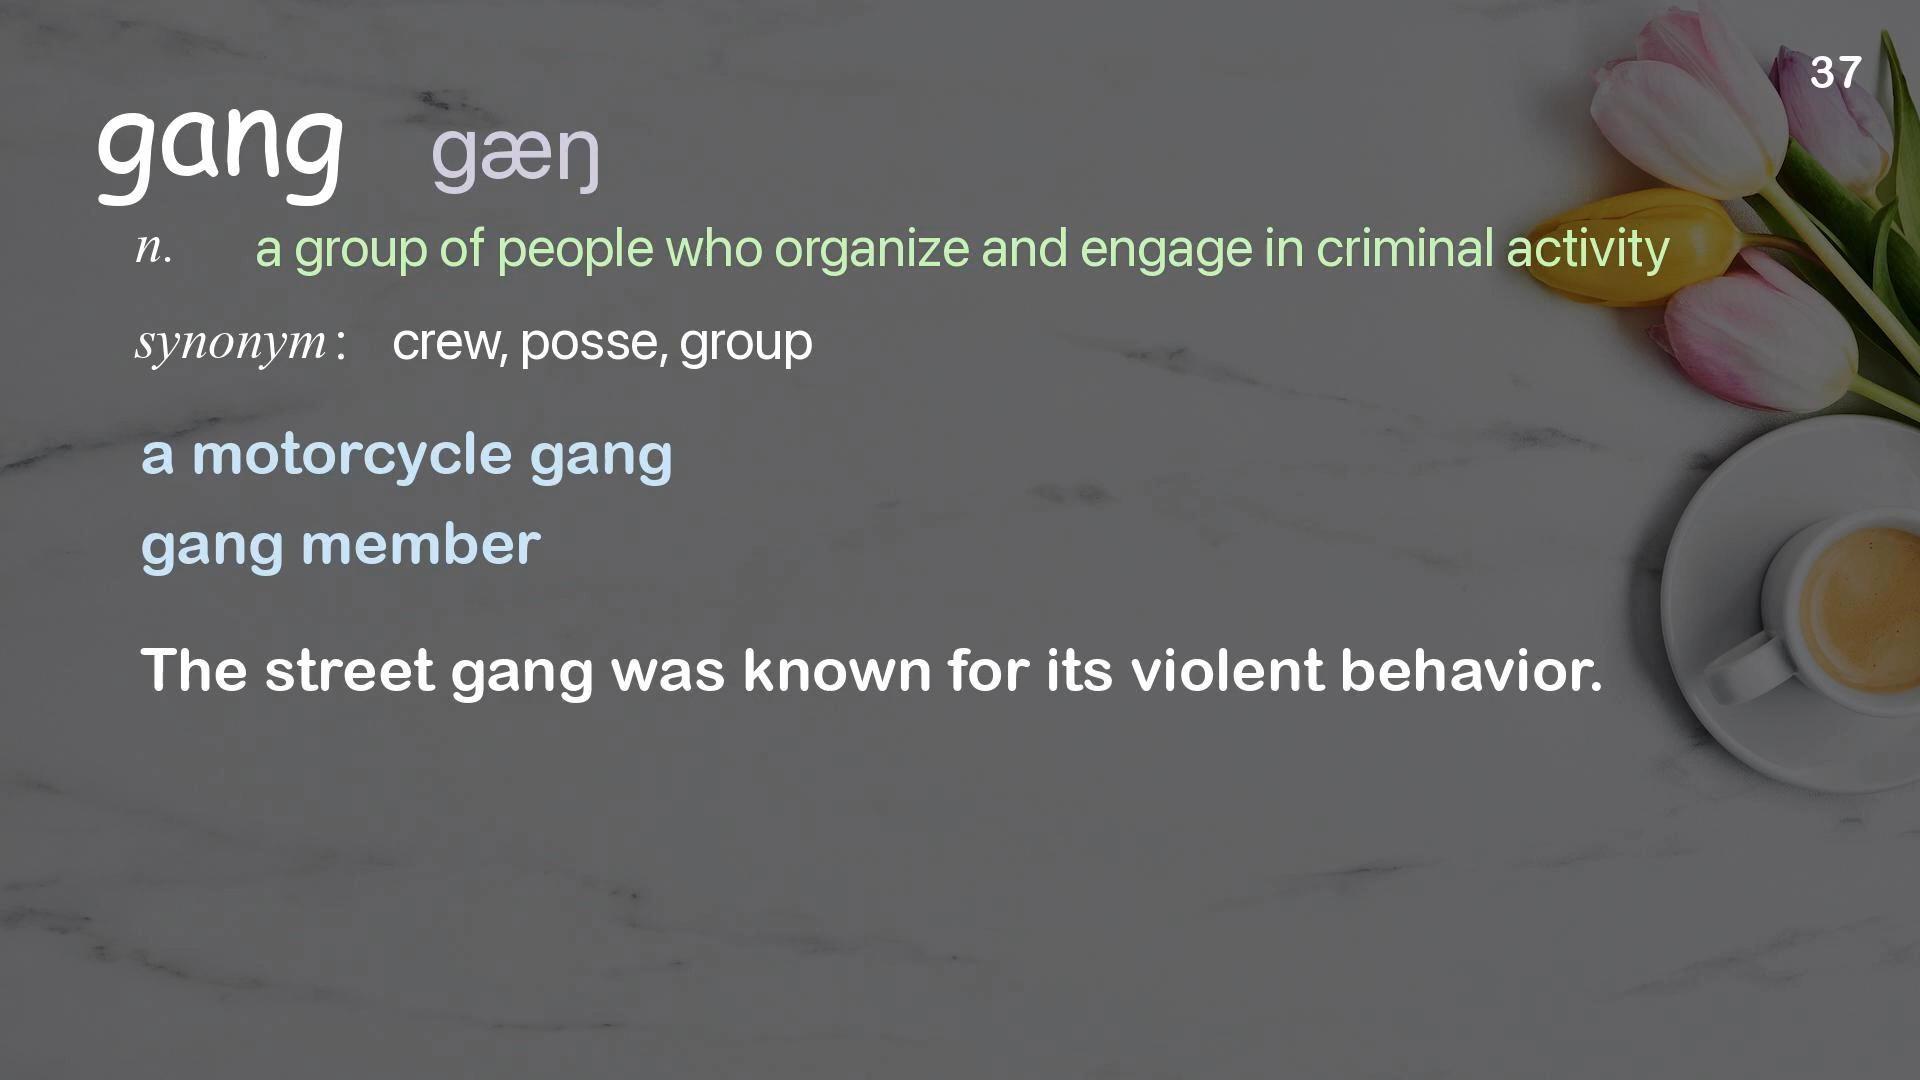 37
gang gæŋ
n. a group of people who organize and engage in criminal activity
synonym: crew, posse, group
a motorcycle gang
gang member
The street gang was known for its violent behavior.